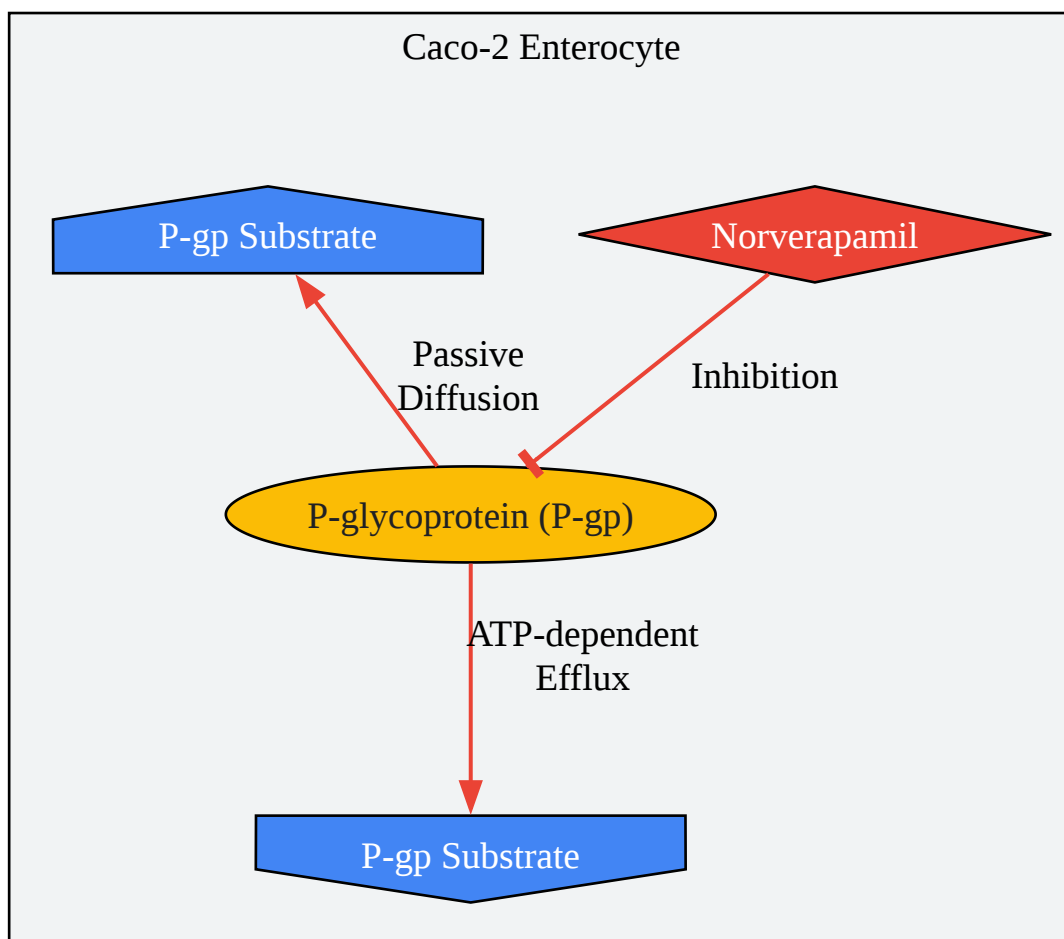 Caco-2 Enterocyte
P-gp Substrate
Norverapamil
Passive
Diffusion
Inhibition
P-glycoprotein (P-gp)
ATP-dependent
Efflux
P-gp Substrate